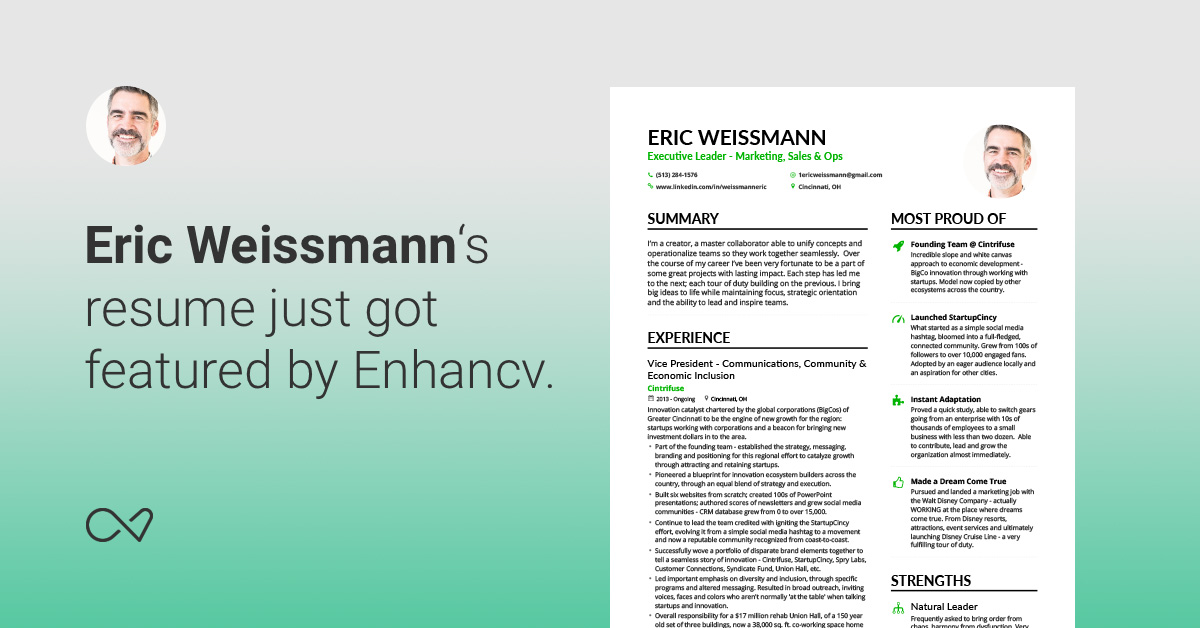 Eric Weissmann‘s
resume just got
featured by Enhancv.
ERIC WEISSMANN
Executive Leader - Marketing, Sales & Ops
(513) 284-1576
1ericweissmann@gmail.com
www.linkedin.com/in/weissmanneric
Cincinnati, OH
SUMMARY
I'm a creator, a master collaborator able to unify concepts and
operationalize teams so they work together seamlessly. Over
the course of my career I've been very fortunate to be a part of
some great projects with lasting impact. Each step has led me
to the next; each tour of duty building on the previous. I bring
big ideas to life while maintaining focus, strategic orientation
and the ability to lead and inspire teams.
EXPERIENCE
Vice President - Communications, Community &
Economic Inclusion
Cintrifuse
2013 - Ongoing
Cincinnati, OH
Innovation catalyst chartered by the global corporations (BigCos) of
Greater Cincinnati to be the engine of new growth for the region:
startups working with corporations and a beacon for bringing new
investment dollars in to the area.
• Part of the founding team - established the strategy, messaging,
branding and positioning for this regional effort to catalyze growth
through attracting and retaining startups.
• Pioneered a blueprint for innovation ecosystem builders across the
country, through an equal blend of strategy and execution.
• Built six websites from scratch; created 100s of PowerPoint
presentations; authored scores of newsletters and grew social media
communities - CRM database grew from 0 to over 15,000.
• Continue to lead the team credited with igniting the StartupCincy
effort, evolving it from a simple social media hashtag to a movement
and now a reputable community recognized from coast-to-coast.
• Successfully wove a portfolio of disparate brand elements together to
tell a seamless story of innovation - Cintrifuse, StartupCincy, Spry Labs,
Customer Connections, Syndicate Fund, Union Hall, etc.
• Led important emphasis on diversity and inclusion, through specific
programs and altered messaging. Resulted in broad outreach, inviting
voices, faces and colors who aren't normally 'at the table' when talking
startups and innovation.
• Overall responsibility for a $17 million rehab Union Hall, of a 150 year
old set of three buildings, now a 38,000 sq. ft. co-working space home
MOST PROUD OF
Founding Team @ Cintrifuse
Incredible slope and white canvas
approach to economic development -
BigCo innovation through working with
startups. Model now copied by other
ecosystems across the country.
Launched StartupCincy
What started as a simple social media
hashtag, bloomed into a full-fledged,
connected community. Grew from 100s of
followers to over 10,000 engaged fans.
Adopted by an eager audience locally and
an aspiration for other cities.
Instant Adaptation
Proved a quick study, able to switch gears
going from an enterprise with 10s of
thousands of employees to a small
business with less than two dozen. Able
to contribute, lead and grow the
organization almost immediately.
Made a Dream Come True
Pursued and landed a marketing job with
the Walt Disney Company - actually
WORKING at the place where dreams
come true. From Disney resorts,
attractions, event services and ultimately
launching Disney Cruise Line - a very
fulfilling tour of duty.
STRENGTHS
Natural Leader
Frequently asked to bring order from
chaos, harmony from dysfunction. Very